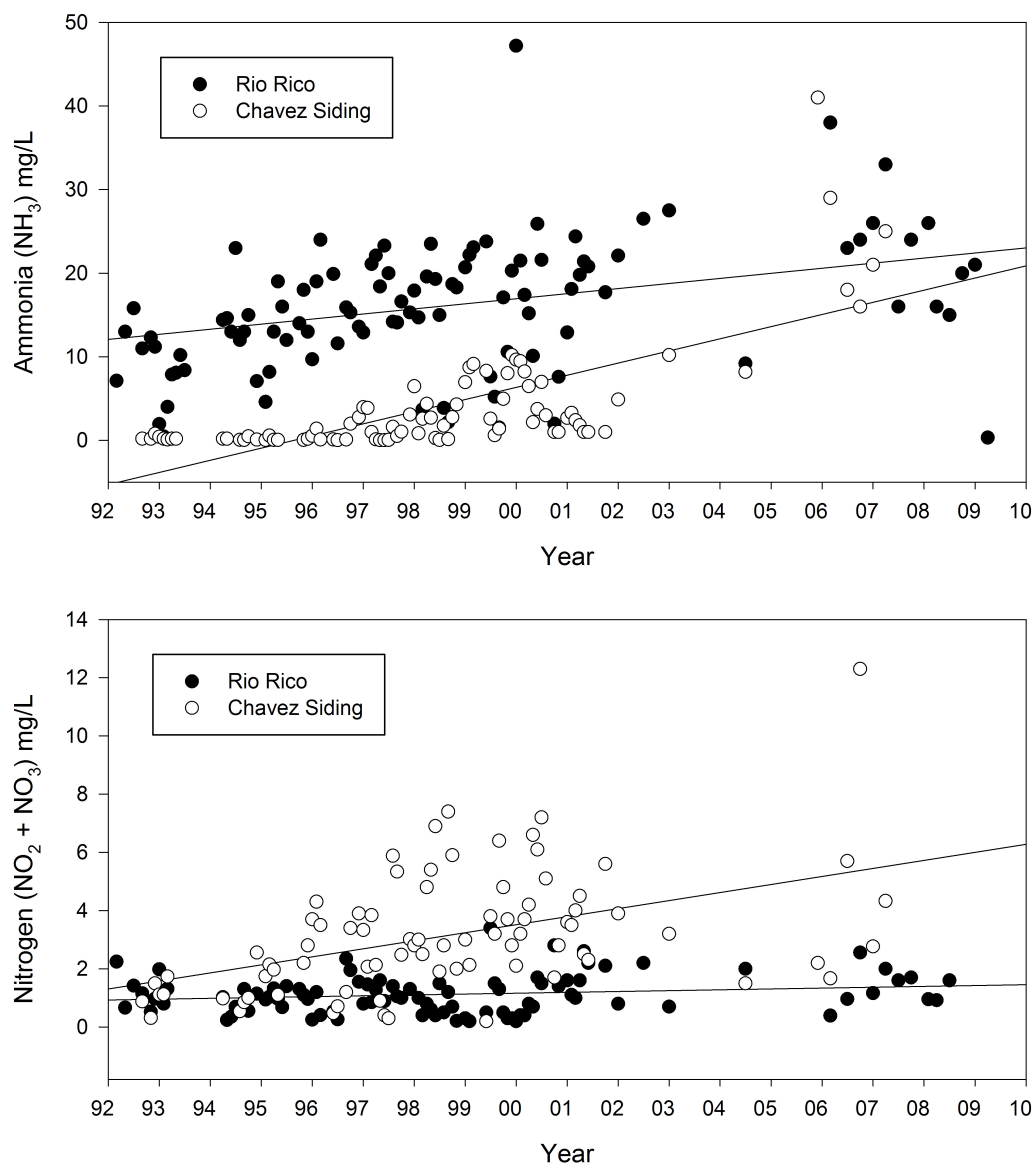 50
40
30
20
10
0
Ammonia (NH3) mg/L
Rio Rico
Chavez Siding
92 93 94 95 96 97 98 99 00 01 02 03 04 05 06 07 08 09 10
Year
14
12
10
8
6
4
2
0
Nitrogen (NO2 + NO3) mg/L
Rio Rico
Chavez Siding
92 93 94 95 96 97 98 99 00 01 02 03 04 05 06 07 08 09 10
Year